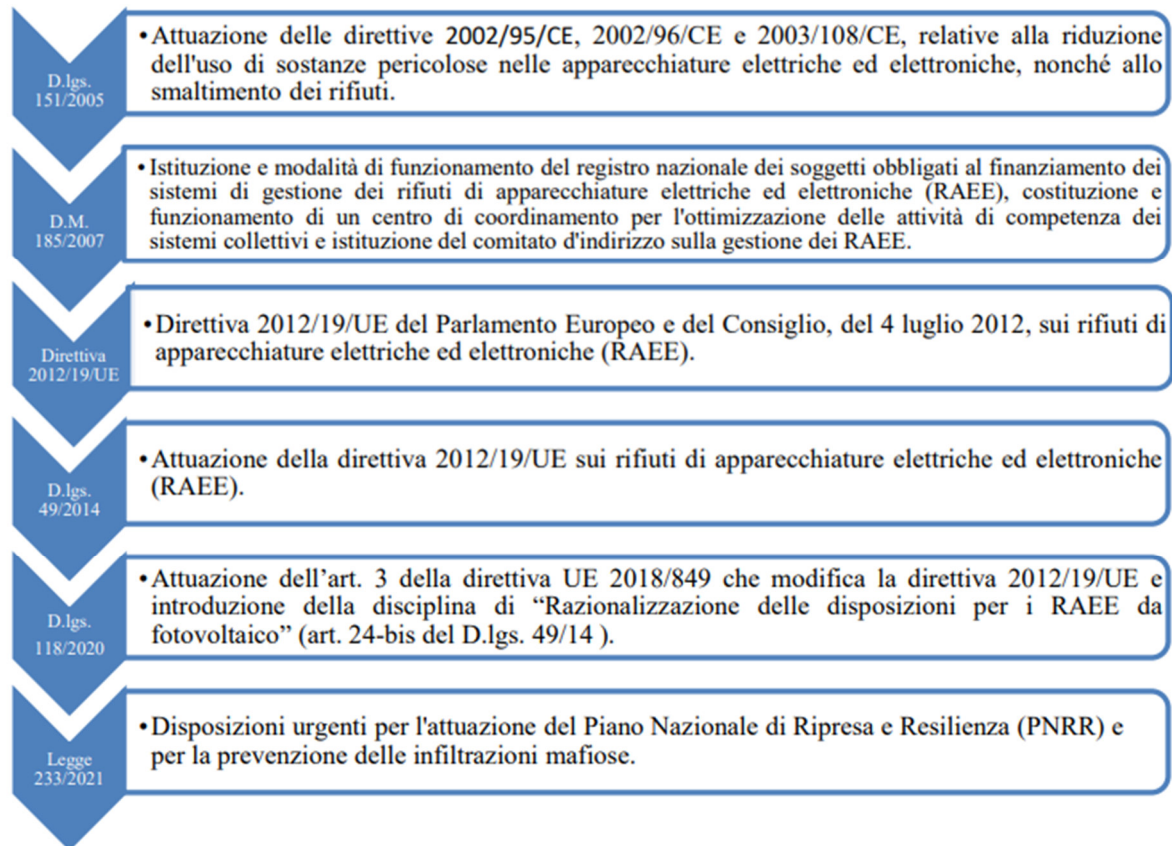 D.lgs.
151/2005
•Attuazione delle direttive 2002/95/CE, 2002/96/CE e 2003/108/CE, relative alla riduzione
dell'uso di sostanze pericolose nelle apparecchiature elettriche ed elettroniche, nonché allo
smaltimento dei rifiuti.
D.M.
185/2007
•Istituzione e modalità di funzionamento del registro nazionale dei soggetti obbligati al finanziamento dei
sistemi di gestione dei rifiuti di apparecchiature elettriche ed elettroniche (RAEE), costituzione e
funzionamento di un centro di coordinamento per l'ottimizzazione delle attività di competenza dei
sistemi collettivi e istituzione del comitato d'indirizzo sulla gestione dei RAEE.
Direttiva
2012/19/UE
•Direttiva 2012/19/UE del Parlamento Europeo e del Consiglio, del 4 luglio 2012, sui rifiuti di
apparecchiature elettriche ed elettroniche (RAEE).
D.lgs.
49/2014
•Attuazione della direttiva 2012/19/UE sui rifiuti di apparecchiature elettriche ed elettroniche
(RAEE).
D.lgs.
118/2020
•Attuazione dell’art. 3 della direttiva UE 2018/849 che modifica la direttiva 2012/19/UE e
introduzione della disciplina di “Razionalizzazione delle disposizioni per i RAEE da
fotovoltaico” (art. 24-bis del D.lgs. 49/14 ).
Legge
233/2021
•Disposizioni urgenti per l'attuazione del Piano Nazionale di Ripresa e Resilienza (PNRR) e
per la prevenzione delle infiltrazioni mafiose.